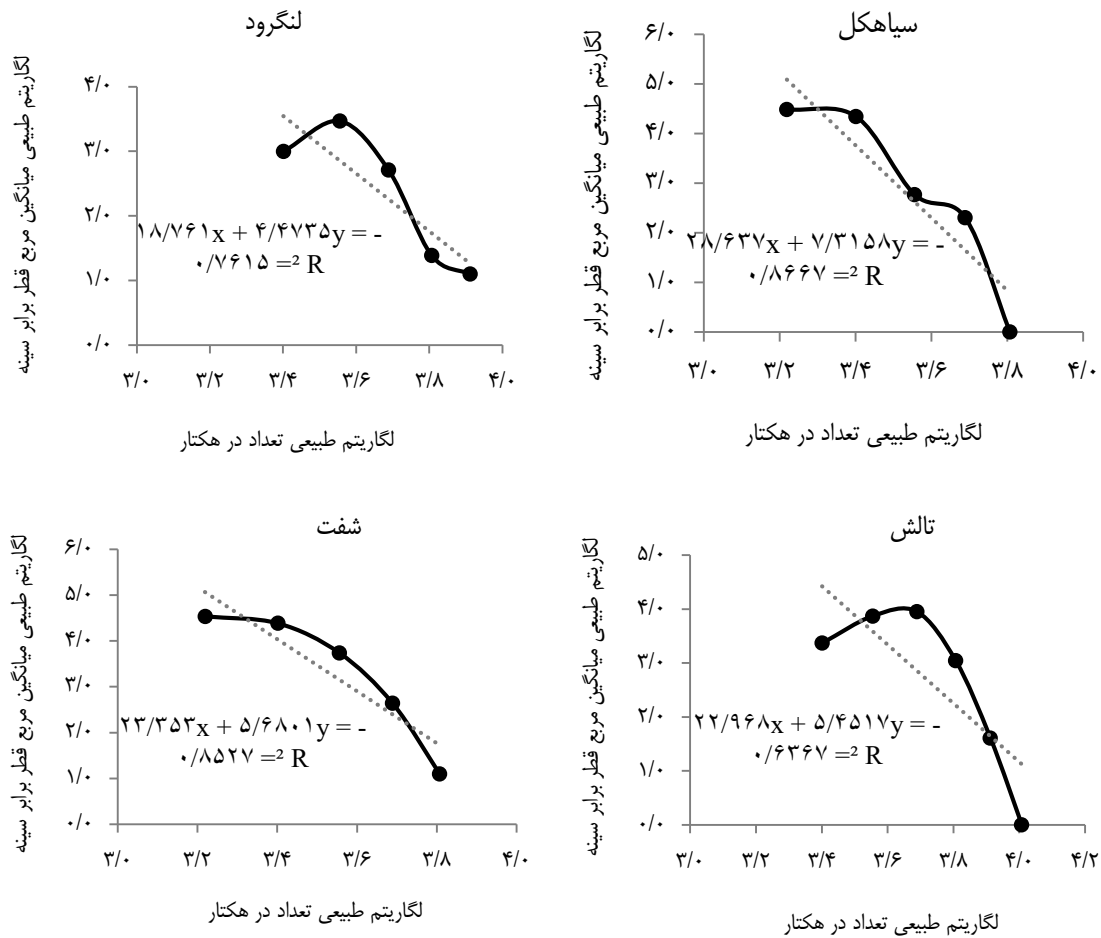 لنگرود
لگاریتم طبیعی میانگین مربع قطر برابر سینه
۴/۰
۳/۰
۲/۰
۱/۰
۰/۰
۱۸/۷۶۱x + ۴/۴۷۳۵y = -
۰/۷۶۱۵ =² R
۳/۰ ۳/۲ ۳/۴ ۳/۶ ۳/۸ ۴/۰
لگاریتم طبیعی تعداد در هکتار
سیاهکل
لگاریتم طبیعی میانگین مربع قطر برابر سینه
۶/۰
۵/۰
۴/۰
۳/۰
۲/۰
۱/۰
۰/۰
۲۸/۶۳۷x + ۷/۳۱۵۸y = -
۰/۸۶۶۷ =² R
۳/۰ ۳/۲ ۳/۴ ۳/۶ ۳/۸ ۴/۰
لگاریتم طبیعی تعداد در هکتار
شفت
لگاریتم طبیعی میانگین مربع قطر برابر سینه
۶/۰
۵/۰
۴/۰
۳/۰
۲/۰
۱/۰
۰/۰
۲۳/۳۵۳x + ۵/۶۸۰۱y = -
۰/۸۵۲۷ =² R
۳/۰ ۳/۲ ۳/۴ ۳/۶ ۳/۸ ۴/۰
لگاریتم طبیعی تعداد در هکتار
تالش
لگاریتم طبیعی میانگین مربع قطر برابر سینه
۵/۰
۴/۰
۳/۰
۲/۰
۱/۰
۰/۰
۲۲/۹۶۸x + ۵/۴۵۱۷y = -
۰/۶۳۶۷ =² R
۳/۰ ۳/۲ ۳/۴ ۳/۶ ۳/۸ ۴/۰ ۴/۲
لگاریتم طبیعی تعداد در هکتار